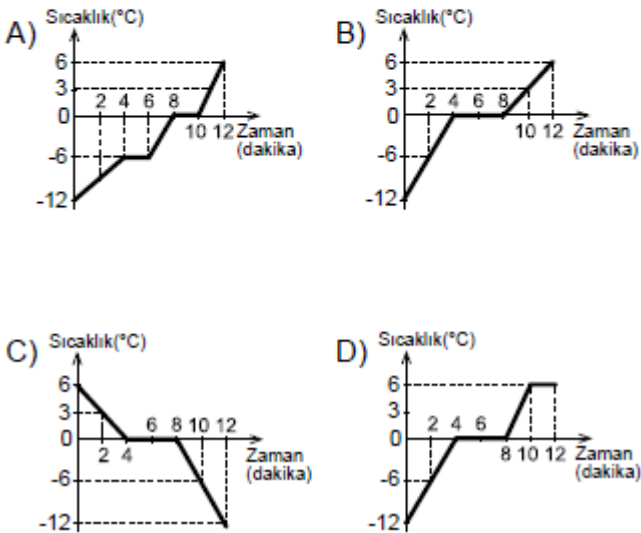 A)
Sıcaklık(°C)
6
3
0
-6
-12
2 4 6 8
10 12
Zaman
(dakika)
B)
Sıcaklık(°C)
6
3
0
-6
-12
2 4 6 8
10 12
Zaman
(dakika)
C)
Sıcaklık(°C)
6
3
0
-6
-12
6 8 10 12
2 4
Zaman
(dakika)
D)
Sıcaklık(°C)
6
3
0
-6
-12
2 4 6
8 10 12
Zaman
(dakika)